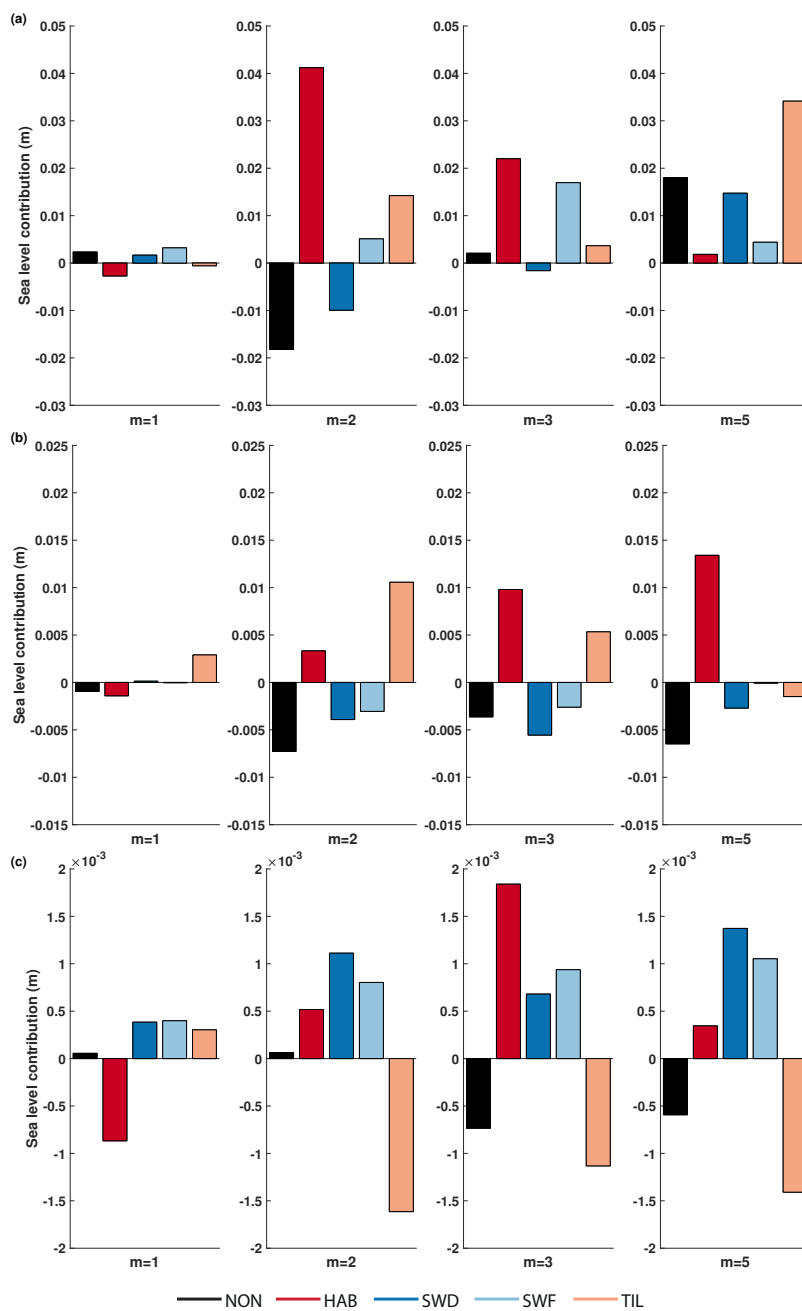 (a)
Sea level contribution (m)
0.05 0.05 0.05 0.05
0.04 0.04 0.04 0.04
0.03 0.03 0.03 0.03
0.02 0.02 0.02 0.02
0.01 0.01 0.01 0.01
0 0 0 0
-0.01 -0.01 -0.01 -0.01
-0.02 -0.02 -0.02 -0.02
-0.03 -0.03 -0.03 -0.03
m=1 m=2 m=3 m=5
(b)
Sea level contribution (m)
0.025 0.025 0.025 0.025
0.02 0.02 0.02 0.02
0.015 0.015 0.015 0.015
0.01 0.01 0.01 0.01
0.005 0.005 0.005 0.005
0 0 0 0
-0.005 -0.005 -0.005 -0.005
-0.01 -0.01 -0.01 -0.01
-0.015 -0.015 -0.015 -0.015
m=1 m=2 m=3 m=5
(c)
Sea level contribution (m)
×10⁻³ ×10⁻³ ×10⁻³ ×10⁻³
2 2 2 2
1.5 1.5 1.5 1.5
1 1 1 1
0.5 0.5 0.5 0.5
0 0 0 0
-0.5 -0.5 -0.5 -0.5
-1 -1 -1 -1
-1.5 -1.5 -1.5 -1.5
-2 -2 -2 -2
m=1 m=2 m=3 m=5
NON HAB SWD SWF TIL